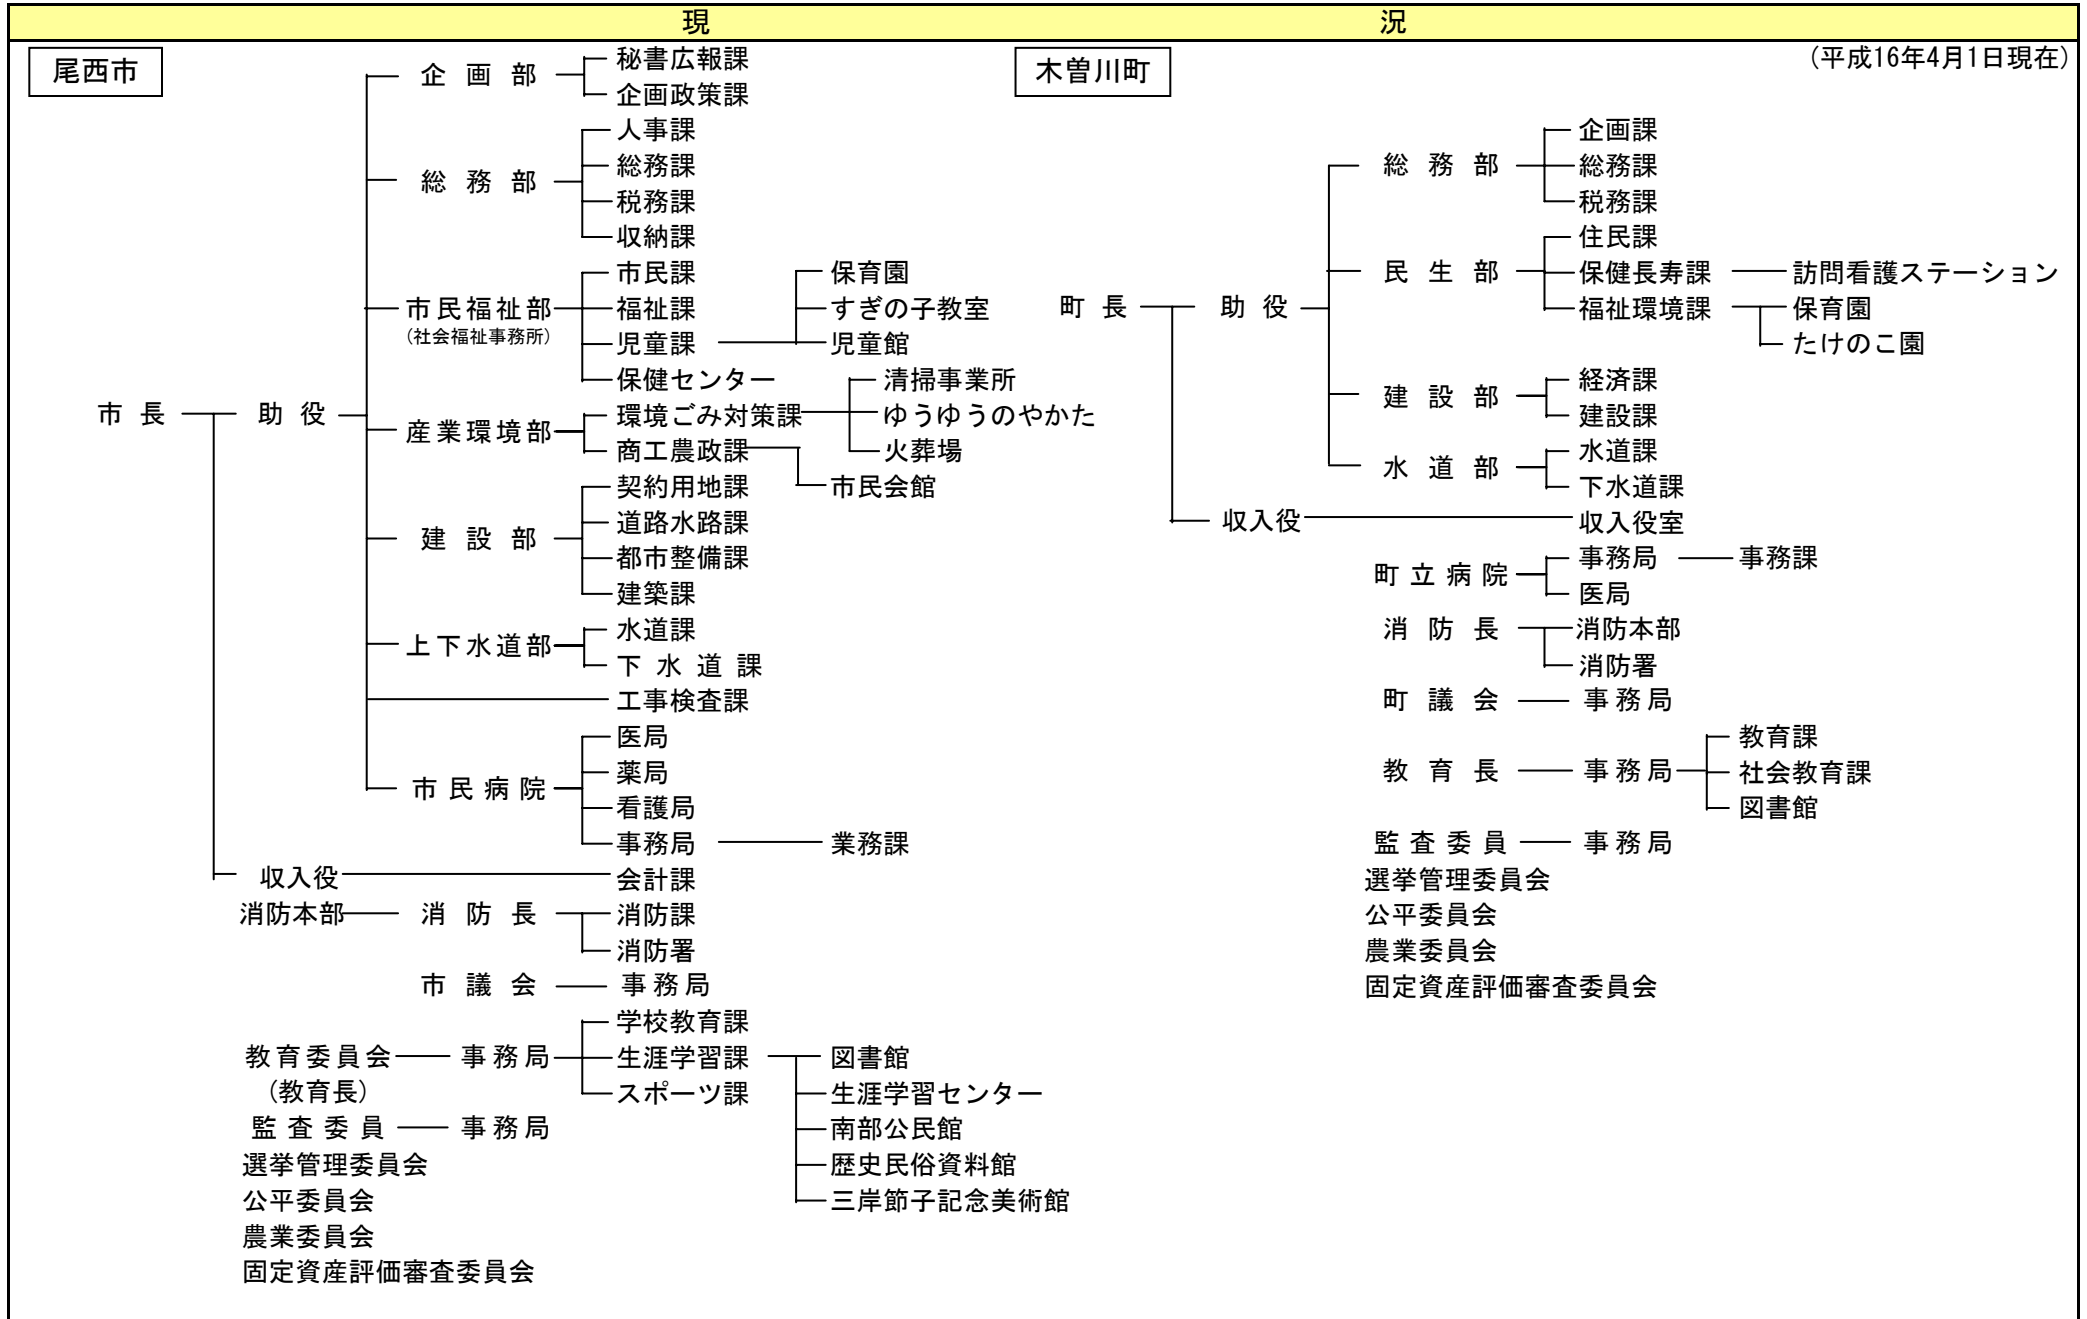 現況
尾西市
企画部
秘書広報課
企画政策課
総務部
人事課
総務課
税務課
収納課
市民福祉部
(社会福祉事務所)
市民課
福祉課
児童課
保育園
すぎの子教室
児童館
保健センター
市長
助役
産業環境部
環境ごみ対策課
清掃事業所
ゆうゆうのやかた
火葬場
商工農政課
市民会館
建設部
契約用地課
道路水路課
都市整備課
建築課
上下水道部
水道課
下水道課
工事検査課
市民病院
医局
薬局
看護局
事務局
業務課
収入役
会計課
消防本部
消防長
消防課
消防署
市議会
事務局
教育委員会
(教育長)
事務局
学校教育課
生涯学習課
スポーツ課
図書館
生涯学習センター
南部公民館
歴史民俗資料館
三岸節子記念美術館
監査委員
事務局
選挙管理委員会
公平委員会
農業委員会
固定資産評価審査委員会
木曽川町
(平成16年4月1日現在)
町長
助役
総務部
企画課
総務課
税務課
民生部
住民課
保健長寿課
訪問看護ステーション
福祉環境課
保育園
たけのこ園
建設部
経済課
建設課
水道部
水道課
下水道課
収入役
収入役室
町立病院
事務局
事務課
医局
消防長
消防本部
消防署
町議会
事務局
教育長
事務局
教育課
社会教育課
図書館
監査委員
事務局
選挙管理委員会
公平委員会
農業委員会
固定資産評価審査委員会